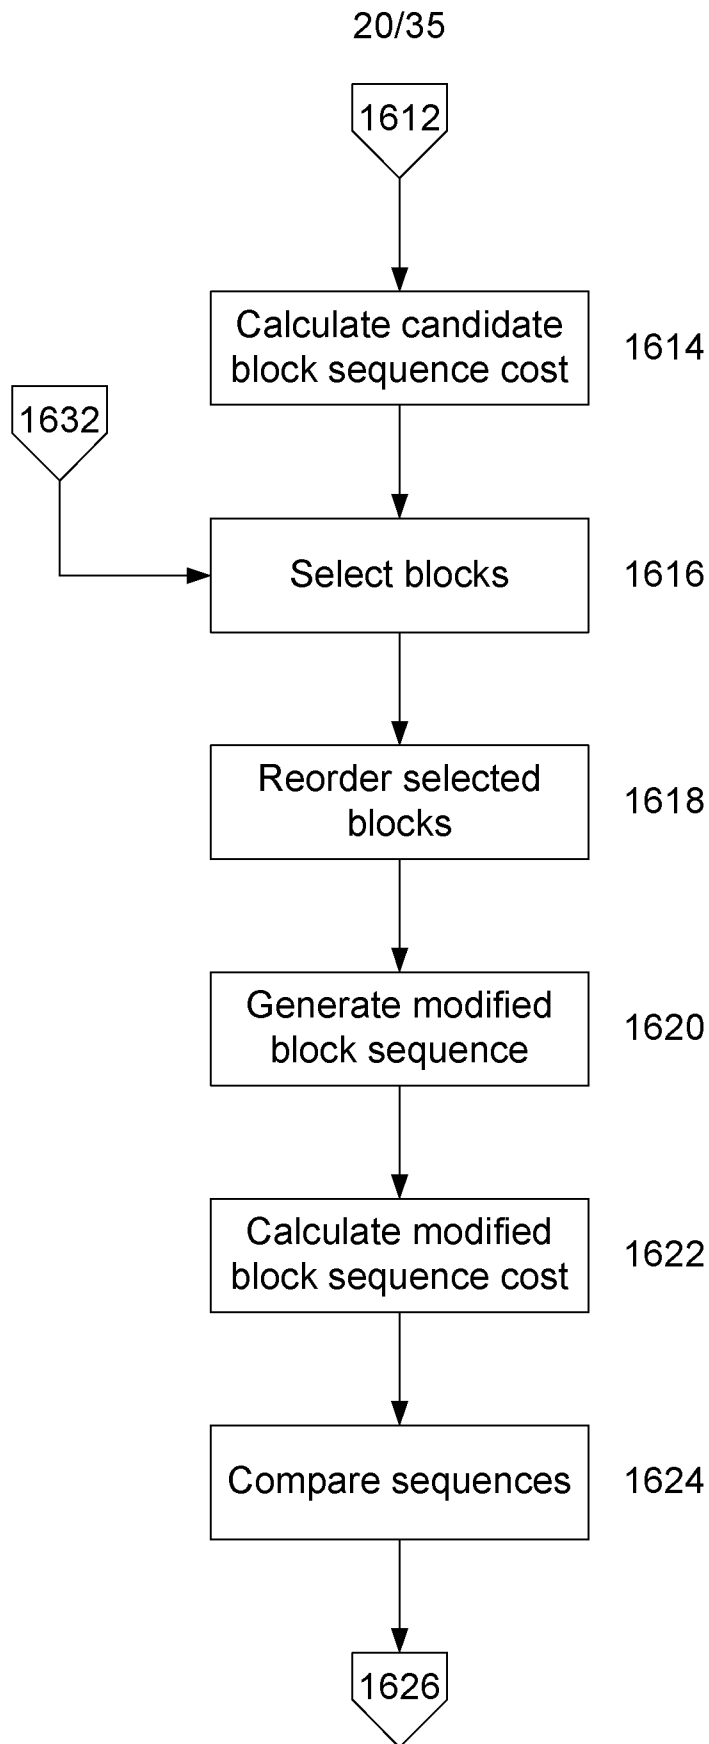 20/35
1612
Calculate candidate
block sequence cost
1614
1632
Select blocks
1616
Reorder selected
blocks
1618
Generate modified
block sequence
1620
Calculate modified
block sequence cost
1622
Compare sequences
1624
1626